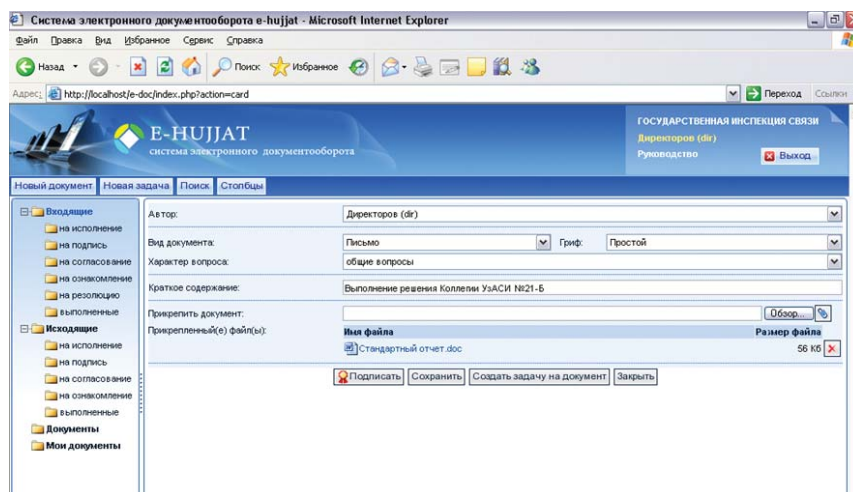 Система электронного документооборота e-hujjat - Microsoft Internet Explorer
Файл Правка Вид Избранное Сервис Справка
Назад Поиск Избранное
Адрес: http://localhost/e-doc/index.php?action=card Переход Ссылки
E-HUJJAT
система электронного документооборота
ГОСУДАРСТВЕННАЯ ИНСПЕКЦИЯ СВЯЗИ
Директоров (dir)
Руководство Выход
Новый документ Новая задача Поиск Столбцы
Входящие
на исполнение
на подпись
на согласование
на ознакомление
на резолюцию
выполненные
Исходящие
на исполнение
на подпись
на согласование
на ознакомление
выполненные
Документы
Мои документы
Автор: Директоров (dir)
Вид документа: Письмо Гриф: Простой
Характер вопроса: общие вопросы
Краткое содержание: Выполнение решения Коллегии УзАСИ №21-Б
Прикрепить документ: Обзор...
Прикрепленный(е) файл(ы): Имя файла Размер файла
Стандартный отчет.doc 56 Кб
Подписать Сохранить Создать задачу на документ Закрыть